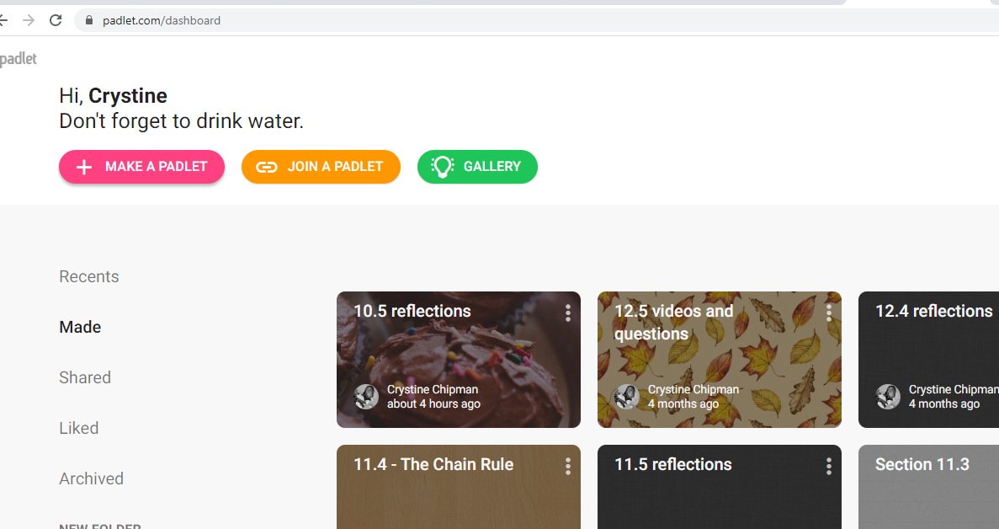 padlet.com/dashboard
padlet
Hi, Crystine
Don't forget to drink water.
MAKE A PADLET
JOIN A PADLET
GALLERY
Recents
Made
Shared
Liked
Archived
NEW FOLDER
10.5 reflections
Crystine Chipman
about 4 hours ago
12.5 videos and
questions
Crystine Chipman
4 months ago
12.4 reflections
Crystine Chipman
4 months ago
11.4 - The Chain Rule
11.5 reflections
Section 11.3